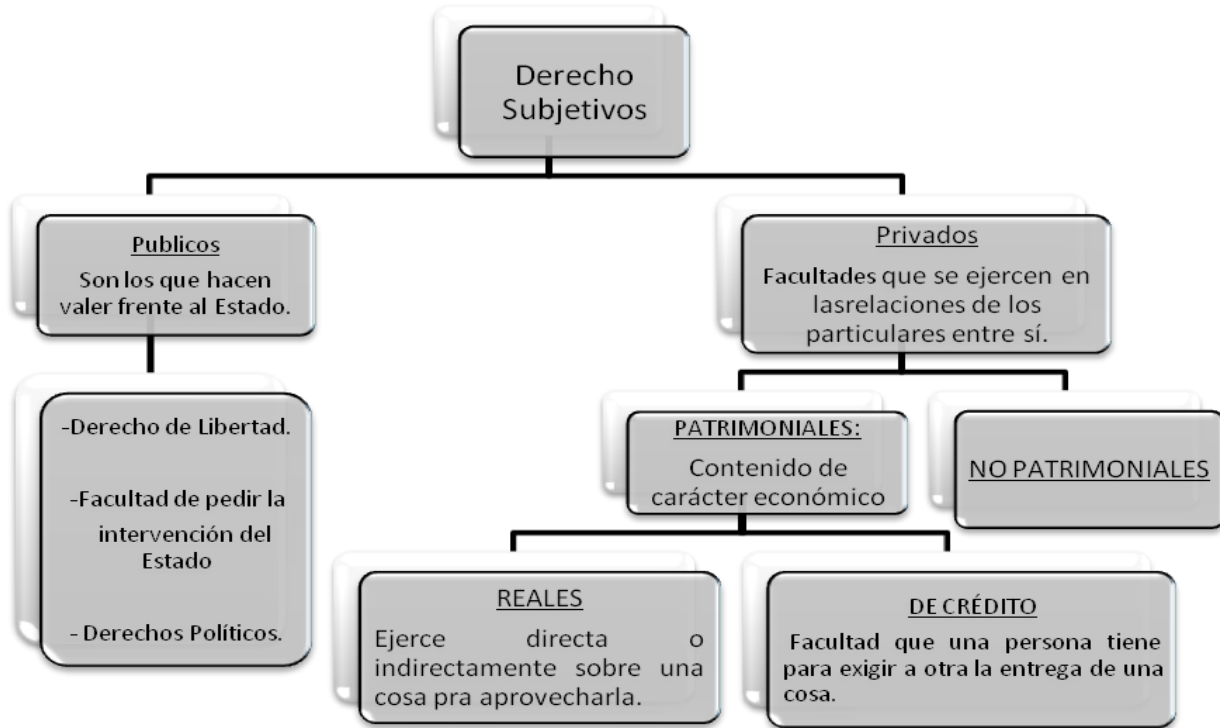 Derecho
Subjetivos
Publicos
Son los que hacen
valer frente al Estado.
Privados
Facultades que se ejercen en
lasrelaciones de los
particulares entre sí.
-Derecho de Libertad.
-Facultad de pedir la
intervención del
Estado
- Derechos Políticos.
PATRIMONIALES:
Contenido de
carácter económico
NO PATRIMONIALES
REALES
Ejerce directa o
indirectamente sobre una
cosa pra aprovecharla.
DE CRÉDITO
Facultad que una persona tiene
para exigir a otra la entrega de una
cosa.